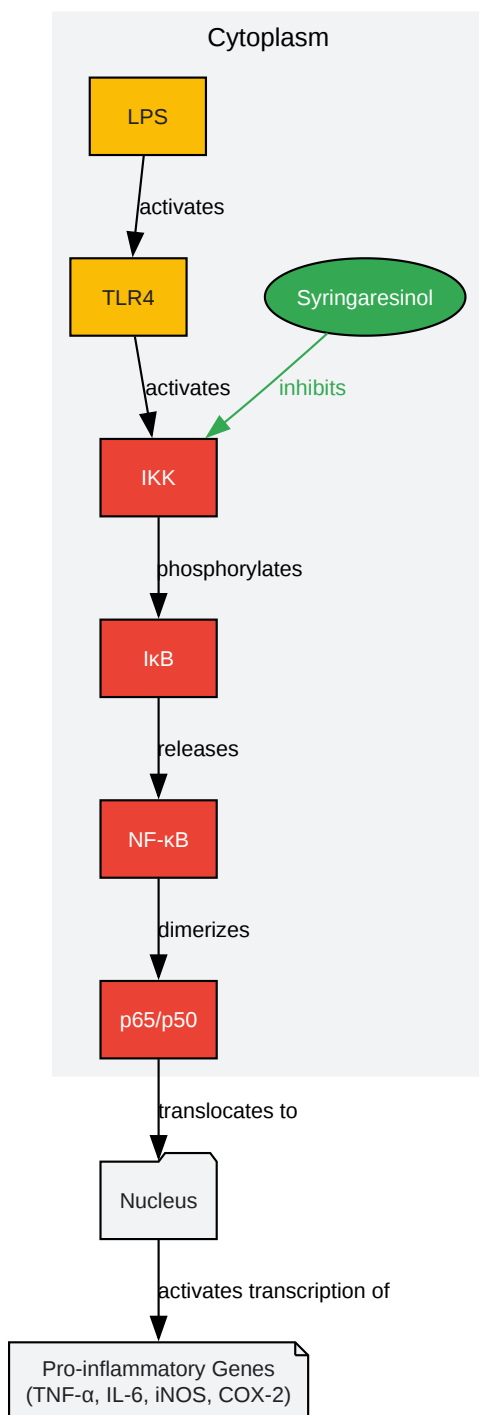 Cytoplasm
LPS
activates
TLR4
Syringaresinol
activates
inhibits
IKK
phosphorylates
IκB
releases
NF-κB
dimerizes
p65/p50
translocates to
Nucleus
activates transcription of
Pro-inflammatory Genes
(TNF-α, IL-6, iNOS, COX-2)